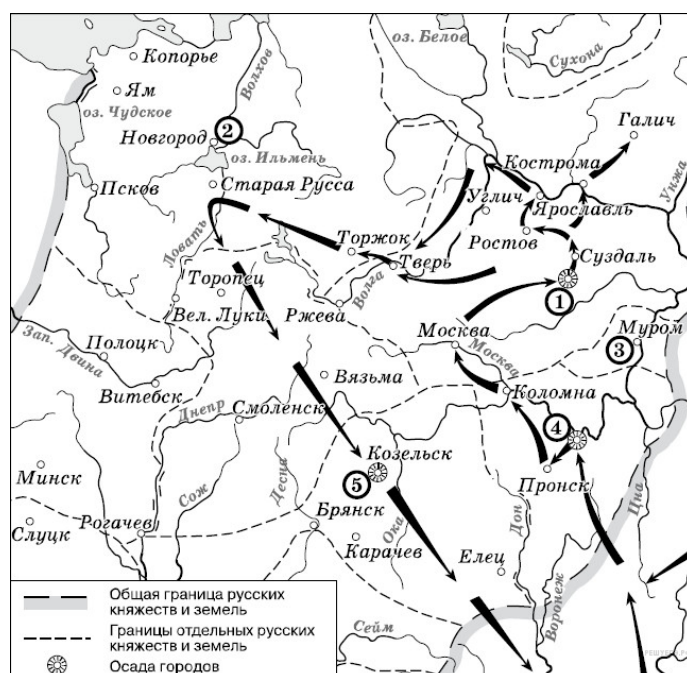 оз. Белое
Сухона
Копорье
Волхов
Ям
оз. Чудское
Галич
Новгород
2
оз. Ильмень
Кострома
Унжа
Псков
Старая Русса
Углич
Ярославль
Ловать
Торжок
Ростов
Суздаль
Тверь
Торопец
Волга
1
Вел. Луки
Ржева
Москва
Муром
Зап. Двина
Полоцк
Москва
3
Витебск
Вязьма
Коломна
Днепр
Смоленск
4
Козельск
Минск
Сож
Десна
5
Пронск
Цна
Слуцк
Рогачев
Брянск
Ока
Дон
Карачев
Елец
Воронеж
Сейм
Общая граница русских
княжеств и земель
Границы отдельных русских
княжеств и земель
Осада городов